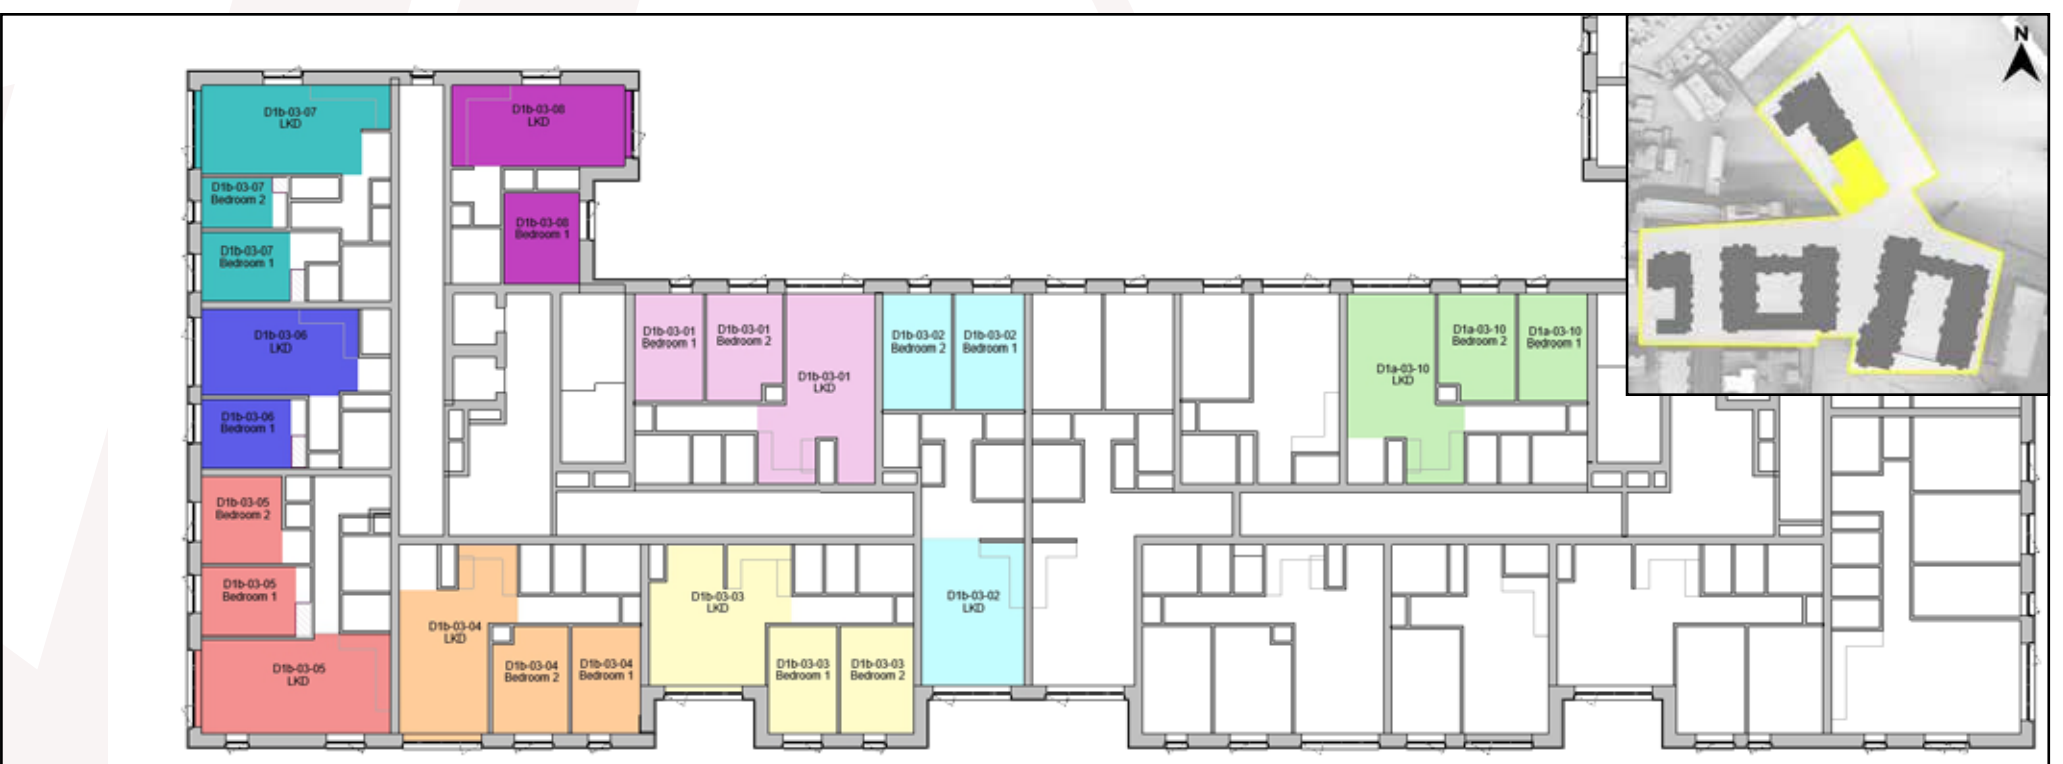 N
D1b-03-07
LKD
D1b-03-08
LKD
D1b-03-07
Bedroom 2
D1b-03-08
Bedroom 1
D1b-03-07
Bedroom 1
D1b-03-06
LKD
D1b-03-01
Bedroom 1
D1b-03-01
Bedroom 2
D1b-03-01
LKD
D1b-03-02
Bedroom 2
D1b-03-02
Bedroom 1
D1a-03-10
LKD
D1a-03-10
Bedroom 2
D1a-03-10
Bedroom 1
D1b-03-06
Bedroom 1
D1b-03-05
Bedroom 2
D1b-03-05
Bedroom 1
D1b-03-05
LKD
D1b-03-04
LKD
D1b-03-04
Bedroom 2
D1b-03-04
Bedroom 1
D1b-03-03
LKD
D1b-03-03
Bedroom 1
D1b-03-03
Bedroom 2
D1b-03-02
LKD